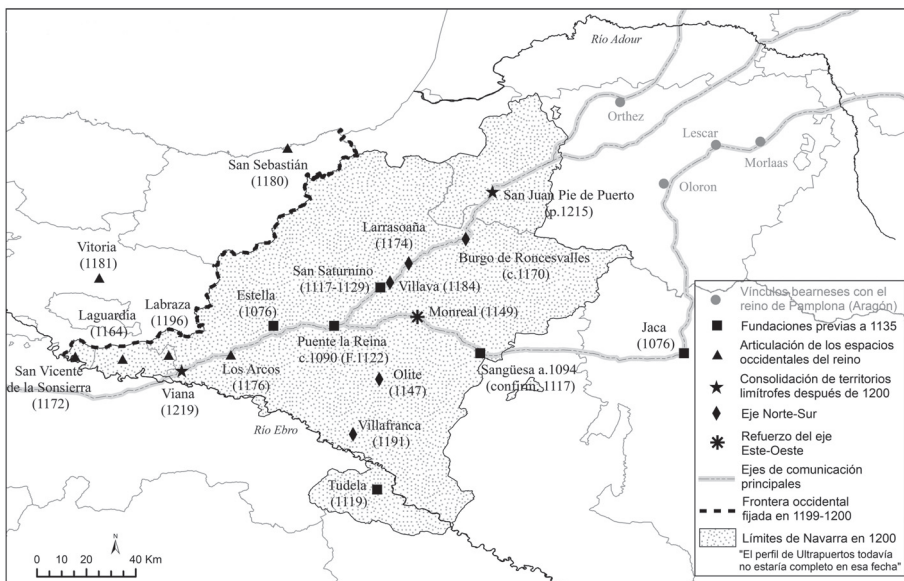 Río Adour
Orthez
Lescar
Morlaas
Oloron
San Sebastián
(1180)
San Juan Pie de Puerto
(p.1215)
Larrasoaña
(1174)
Burgo de Roncesvalles
(c.1170)
Vitoria
(1181)
San Saturnino
(1117-1129)
Villava (1184)
Labraza
(1196)
Laguardia
(1164)
Estella
(1076)
Monreal (1149)
Puente la Reina
c.1090 (F.1122)
Jaca
(1076)
San Vicente
de la Sonsierra
(1172)
Viana
(1219)
Los Arcos
(1176)
Olite
(1147)
Sangüesa a.1094
(confirm. 1117)
Río Ebro
Villafranca
(1191)
Tudela
(1119)
N
0 10 20 40 Km
Vínculos bearneses con el
reino de Pamplona (Aragón)
Fundaciones previas a 1135
Articulación de los espacios
occidentales del reino
Consolidación de territorios
limítrofes después de 1200
Eje Norte-Sur
Refuerzo del eje
Este-Oeste
Ejes de comunicación
principales
Frontera occidental
fijada en 1199-1200
Límites de Navarra en 1200
"El perfil de Ultrapuertos todavía
no estaría completo en esa fecha"